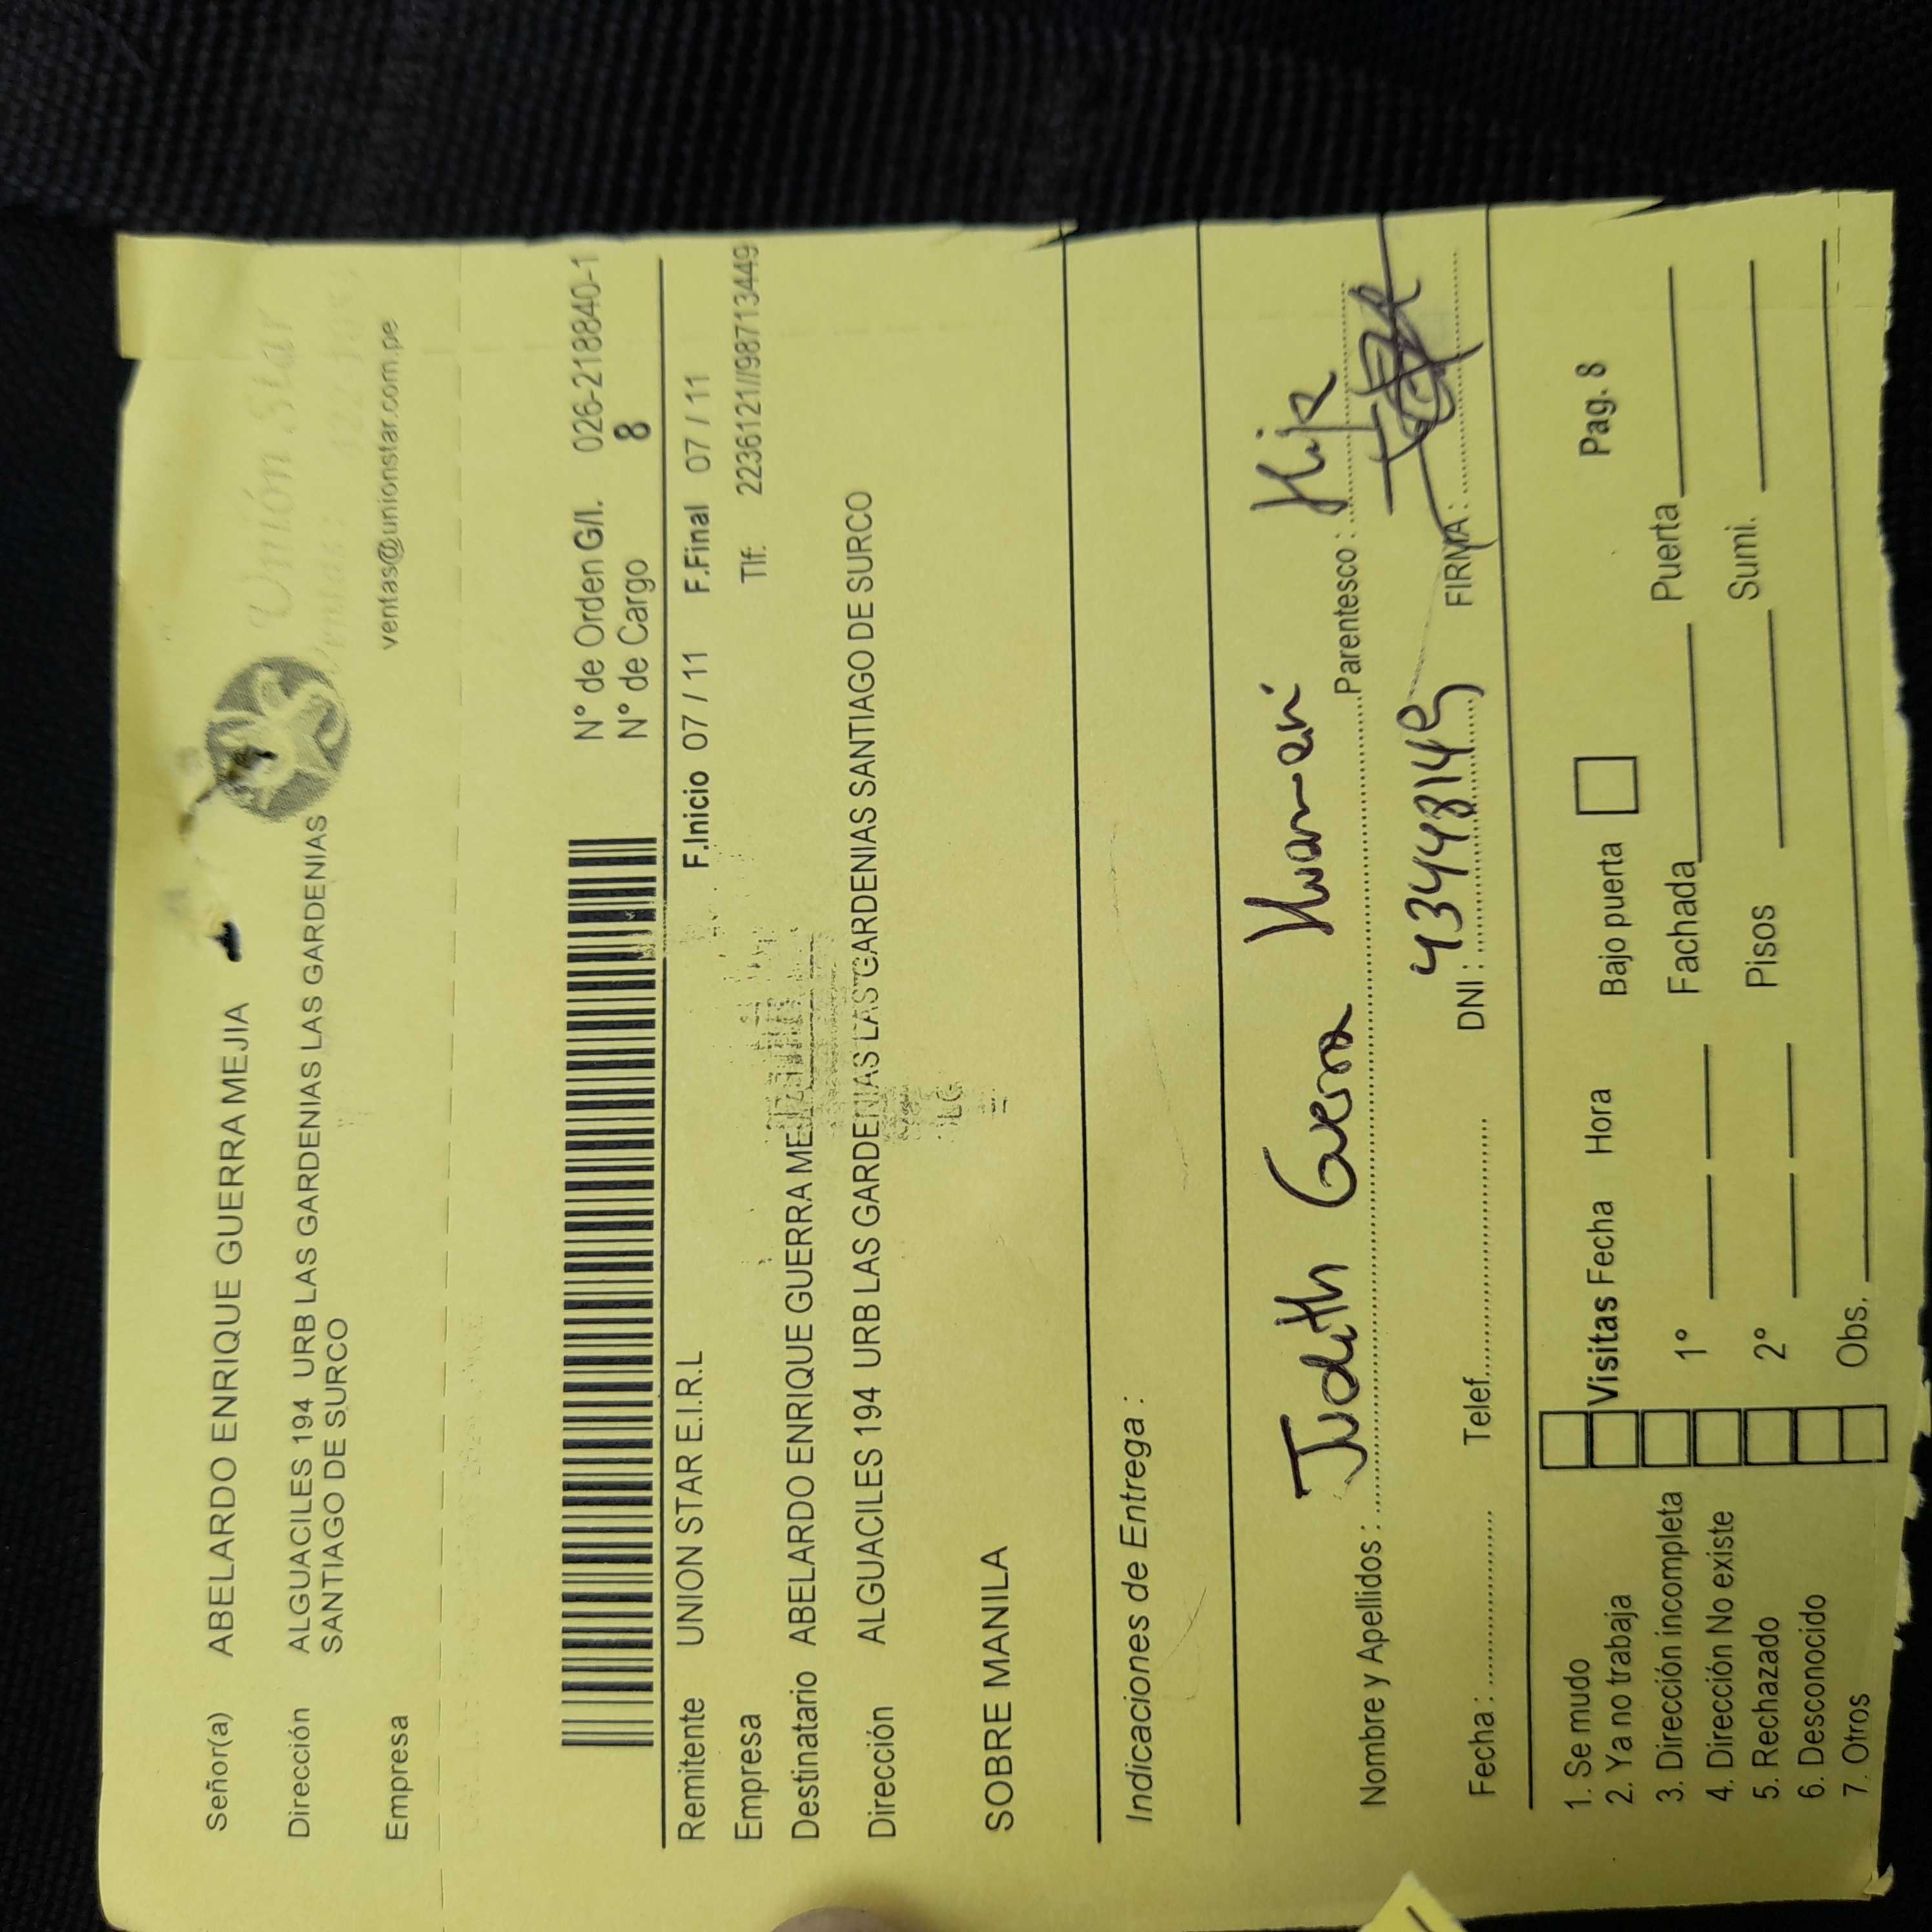 Señor(a) ABELARDO ENRIQUE GUERRA MEJIA
Unión Star
Dirección ALGUACILES 194 URB LAS GARDENIAS LAS GARDENIAS
SANTIAGO DE SURCO
Empresa
ventas@unionstar.com.pe
N° de Orden G/I. 026-218840-1
N° de Cargo 8
Remitente UNION STAR E.I.R.L F.Inicio 07 / 11 F.Final 07 / 11
Empresa Tlf: 2236121//98713449
Destinatario ABELARDO ENRIQUE GUERRA ME
Dirección ALGUACILES 194 URB LAS GARDENIAS LAS GARDENIAS SANTIAGO DE SURCO
SOBRE MANILA
Indicaciones de Entrega :
Nombre y Apellidos : Judith Guerra Huamaní Parentesco : Hija
Fecha : Telef. DNI : 43448149 FIRMA :
1. Se mudo
2. Ya no trabaja Visitas Fecha Hora Bajo puerta Pag. 8
3. Dirección incompleta 1° Fachada Puerta
4. Dirección No existe
5. Rechazado 2° Pisos Sumi.
6. Desconocido
7. Otros Obs.